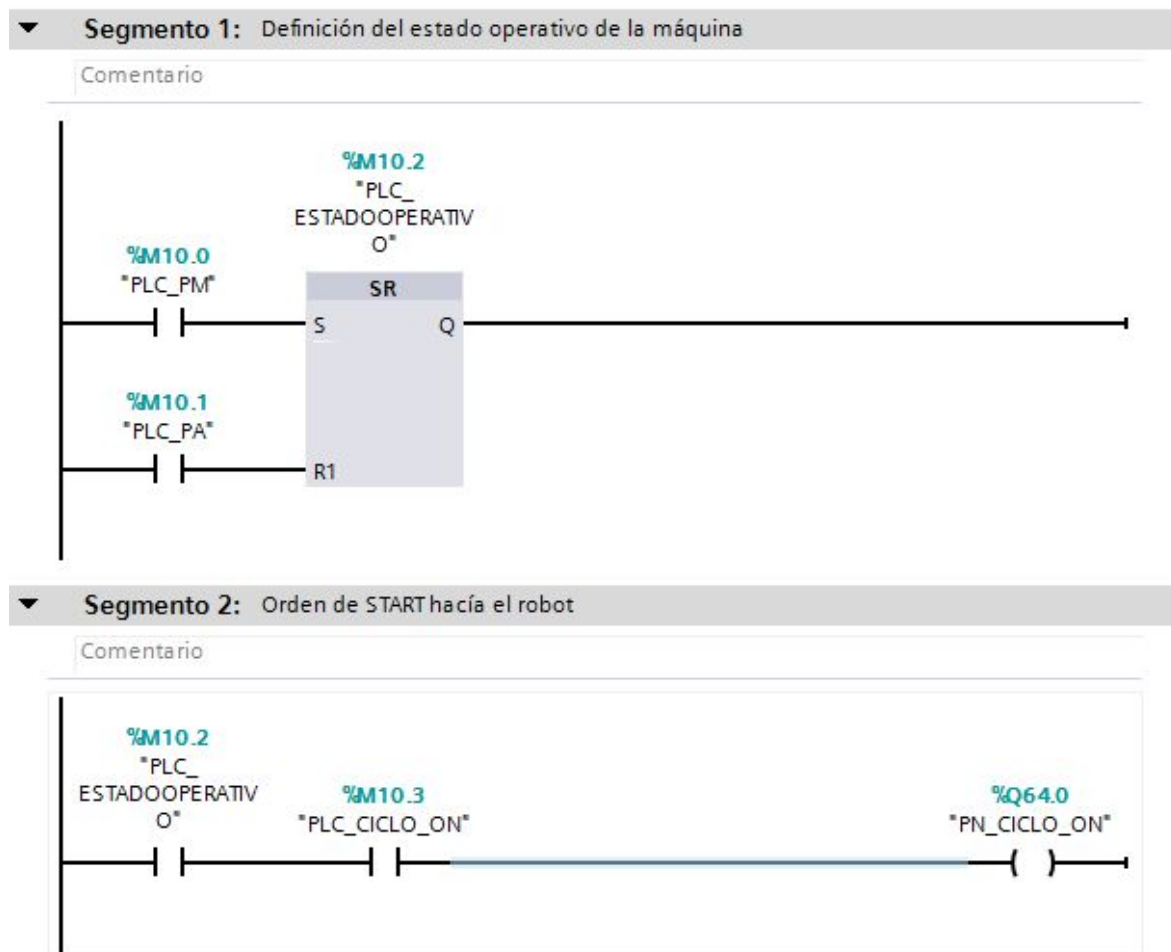 Segmento 1: Definición del estado operativo de la máquina
Comentario
%M10.2
"PLC_
ESTADOOPERATIV
O"
%M10.0
"PLC_PM"
SR
S Q
%M10.1
"PLC_PA"
R1
Segmento 2: Orden de START hacía el robot
Comentario
%M10.2
"PLC_
ESTADOOPERATIV
O"
%M10.3
"PLC_CICLO_ON"
%Q64.0
"PN_CICLO_ON"